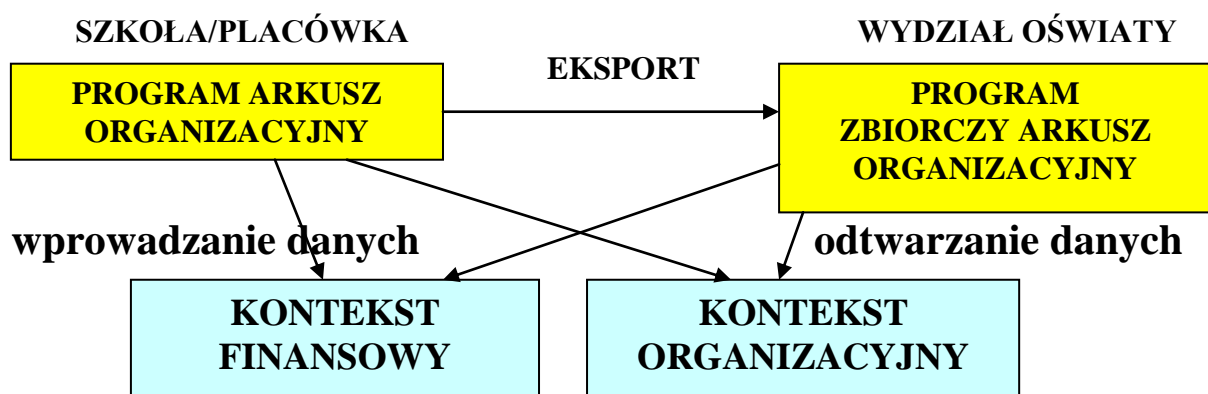 SZKOŁA/PLACÓWKA
WYDZIAŁ OŚWIATY
EKSPORT
PROGRAM ARKUSZ
ORGANIZACYJNY
PROGRAM
ZBIORCZY ARKUSZ
ORGANIZACYJNY
wprowadzanie danych
odtwarzanie danych
KONTEKST
FINANSOWY
KONTEKST
ORGANIZACYJNY